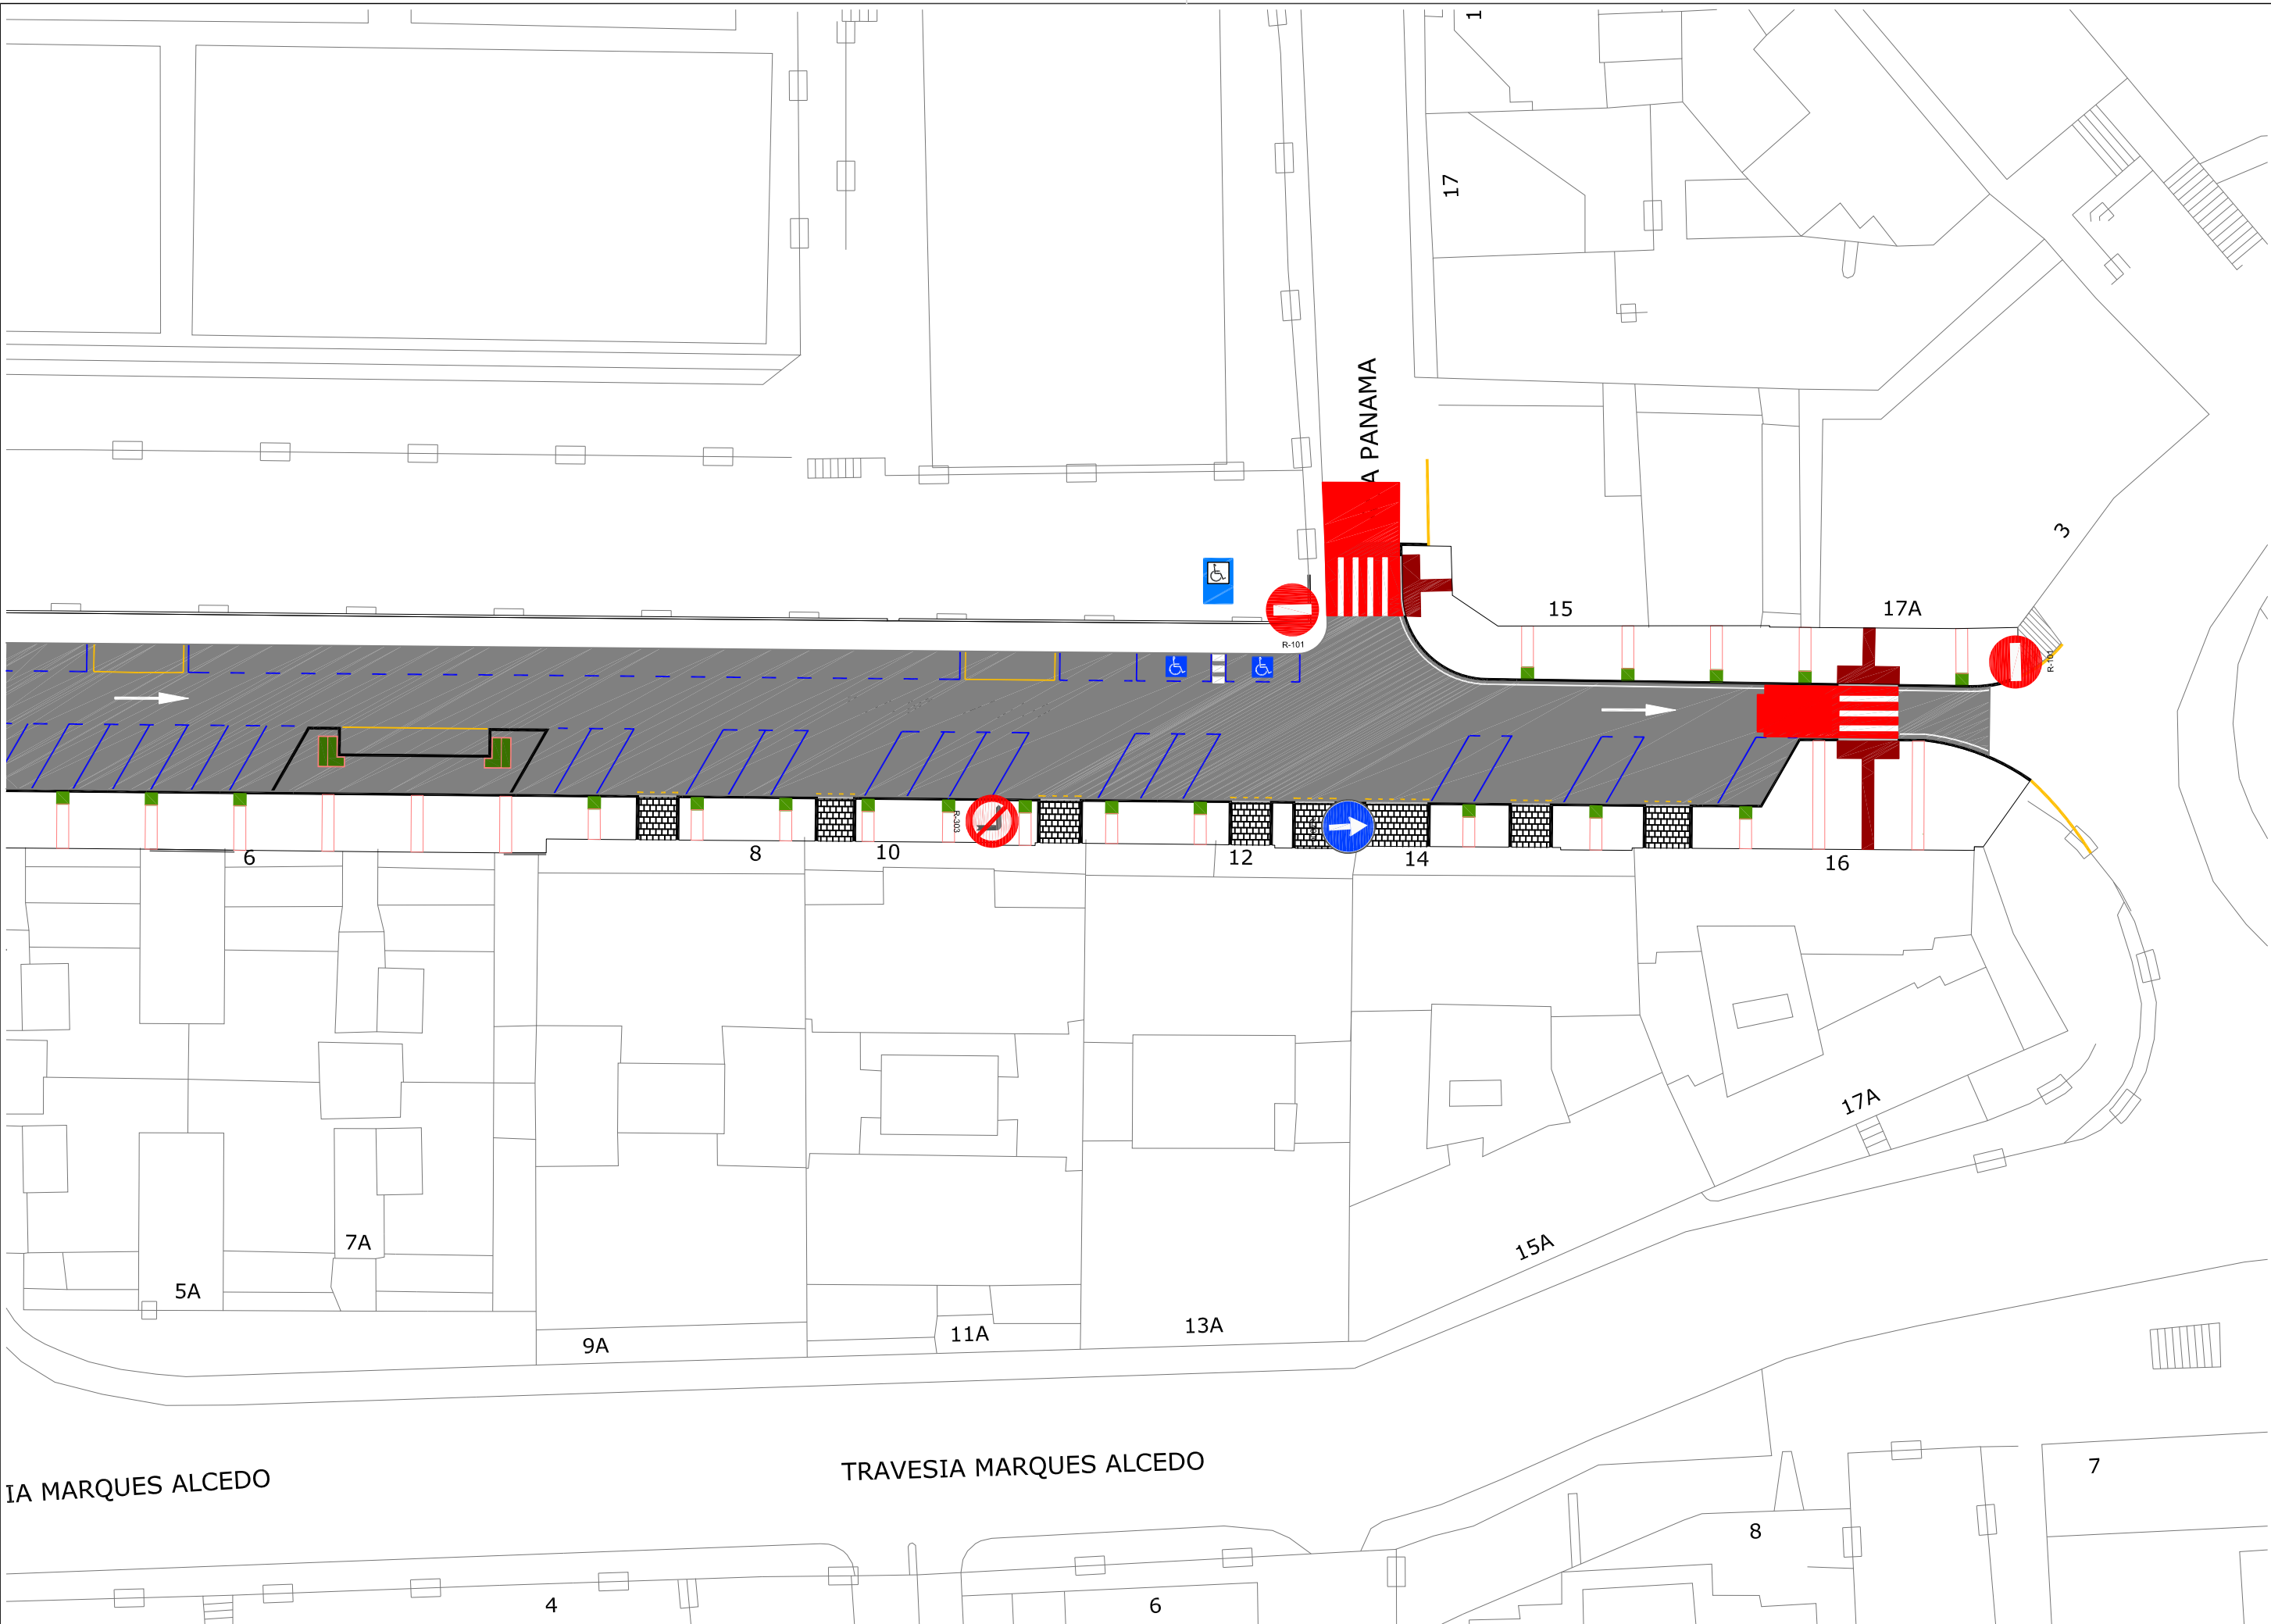 1
17
A PANAMA
3
15
17A
R-101
R-101
R-303
6
8
10
12
14
16
17A
7A
5A
15A
9A
11A
13A
IA MARQUES ALCEDO
TRAVESIA MARQUES ALCEDO
7
8
4
6